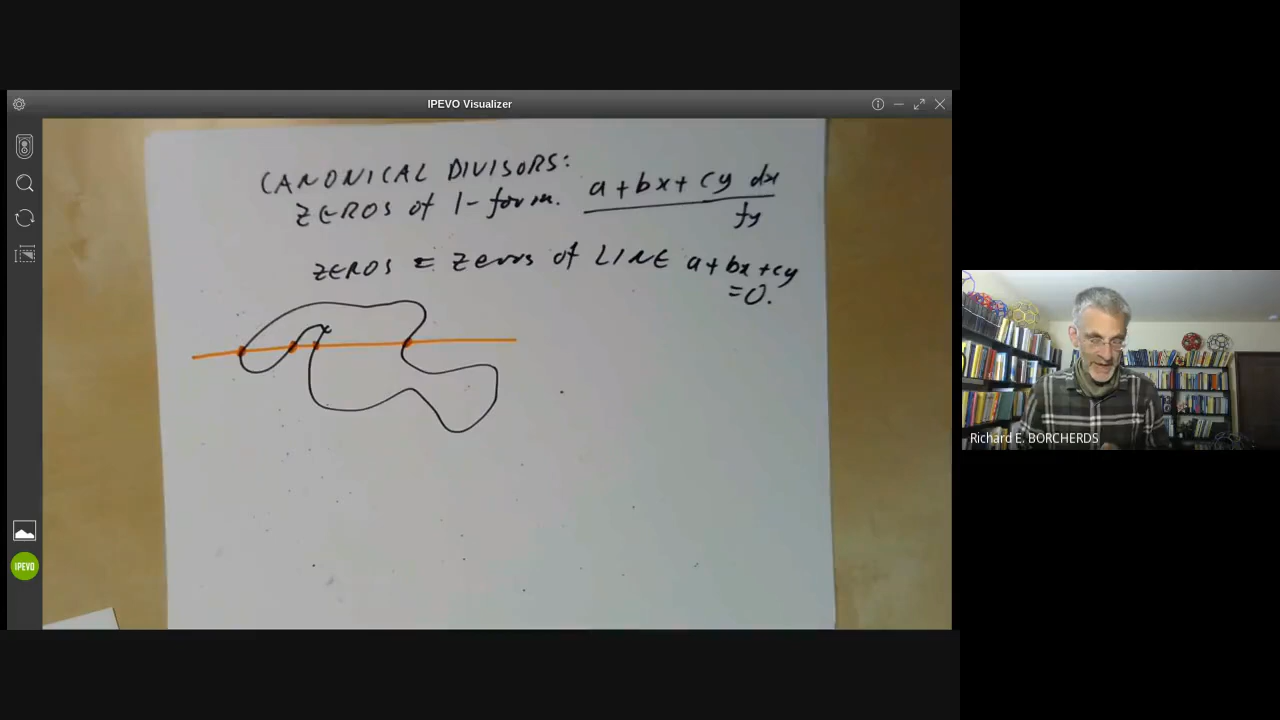 IPEVO Visualizer
CANONICAL DIVISORS:
ZEROS of 1-form. a+bx+cy dx
fy
ZEROS = zeros of LINE a+bx+cy
=0.
Richard E. BORCHERDS
IPEVO